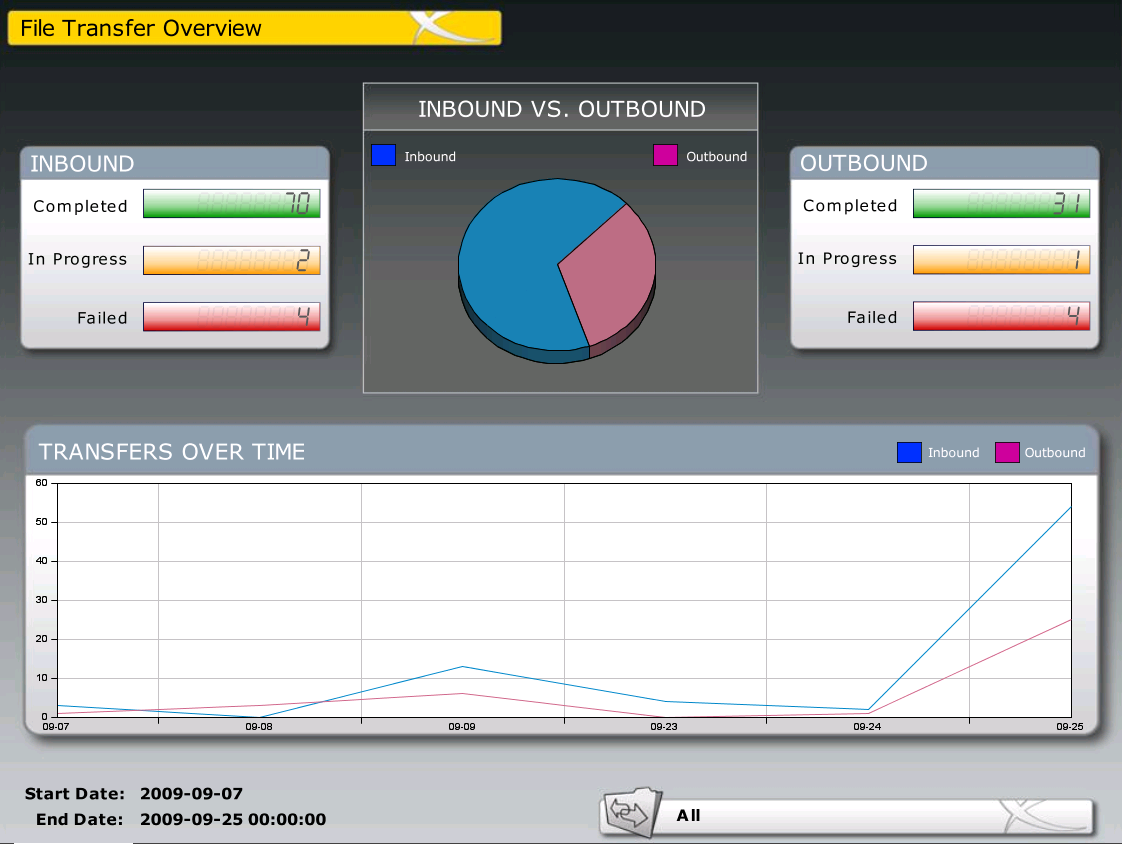 File Transfer Overview
INBOUND VS. OUTBOUND
Inbound
Outbound
INBOUND
Completed 70
In Progress 2
Failed 4
OUTBOUND
Completed 31
In Progress 1
Failed 4
TRANSFERS OVER TIME
Inbound
Outbound
60
50
40
30
20
10
0
09-07 09-08 09-09 09-23 09-24 09-25
Start Date: 2009-09-07
End Date: 2009-09-25 00:00:00
All